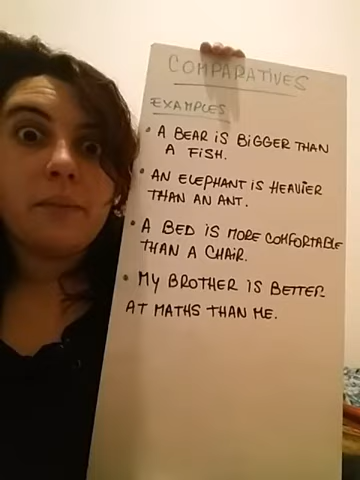 COMPARATIVES
EXAMPLES
• A BEAR IS BIGGER THAN
A FISH.
• AN ELEPHANT IS HEAVIER
THAN AN ANT.
• A BED IS MORE COMFORTABLE
THAN A CHAIR.
• MY BROTHER IS BETTER
AT MATHS THAN ME.